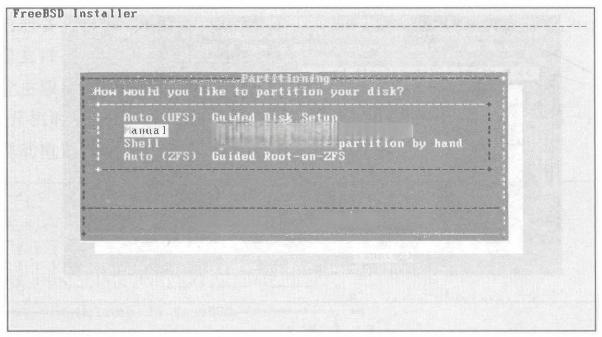 FreeBSD Installer
Partitioning
How would you like to partition your disk?
Auto (UFS) Guided Disk Setup
Manual
Shell partition by hand
Auto (ZFS) Guided Root-on-ZFS